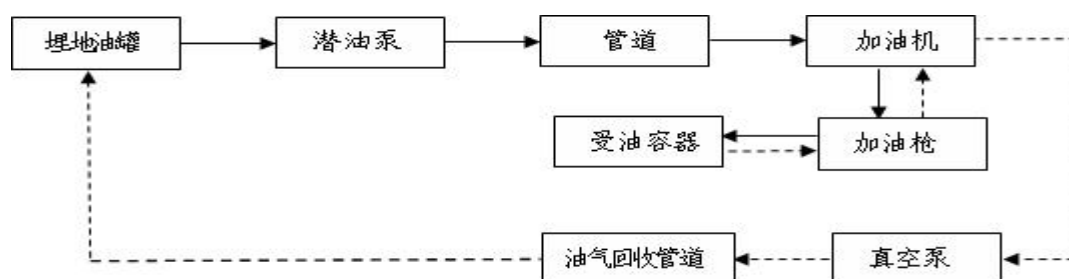 埋地油罐
潜油泵
管道
加油机
受油容器
加油枪
油气回收管道
真空泵